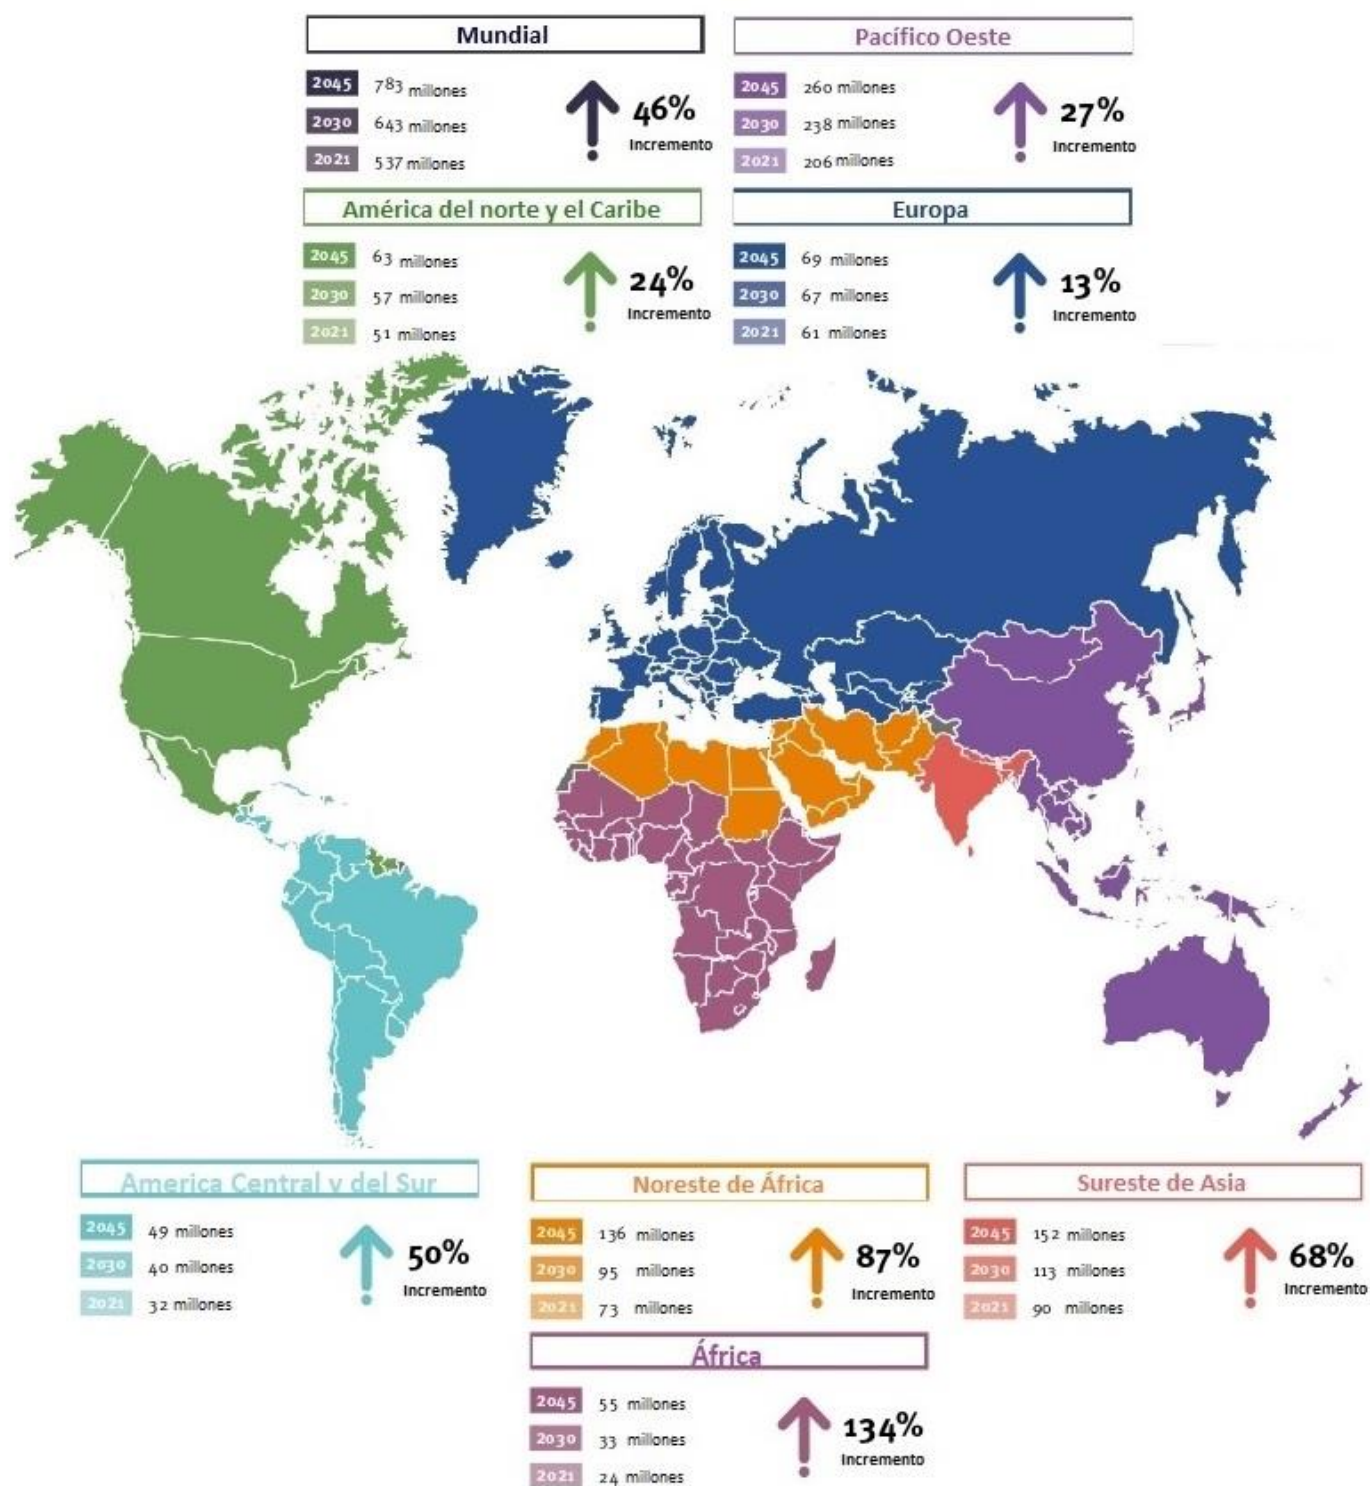 Mundial
2045 783 millones
2030 643 millones
2021 537 millones
46%
Incremento
Pacífico Oeste
2045 260 millones
2030 238 millones
2021 206 millones
27%
Incremento
América del norte y el Caribe
2045 63 millones
2030 57 millones
2021 51 millones
24%
Incremento
Europa
2045 69 millones
2030 67 millones
2021 61 millones
13%
Incremento
America Central y del Sur
2045 49 millones
2030 40 millones
2021 32 millones
50%
Incremento
Noreste de África
2045 136 millones
2030 95 millones
2021 73 millones
87%
Incremento
Sureste de Asia
2045 152 millones
2030 113 millones
2021 90 millones
68%
Incremento
África
2045 55 millones
2030 33 millones
2021 24 millones
134%
Incremento